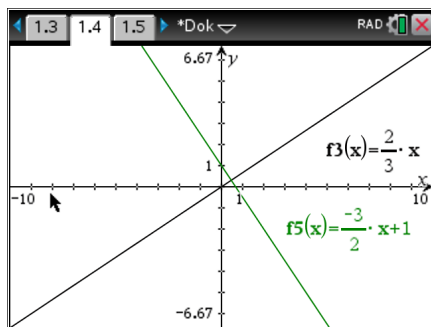 1.3 1.4 1.5 *Dok RAD
6.67 y
f3(x)=2/3·x
1
-10 1 10 x
f5(x)=-3/2·x+1
-6.67